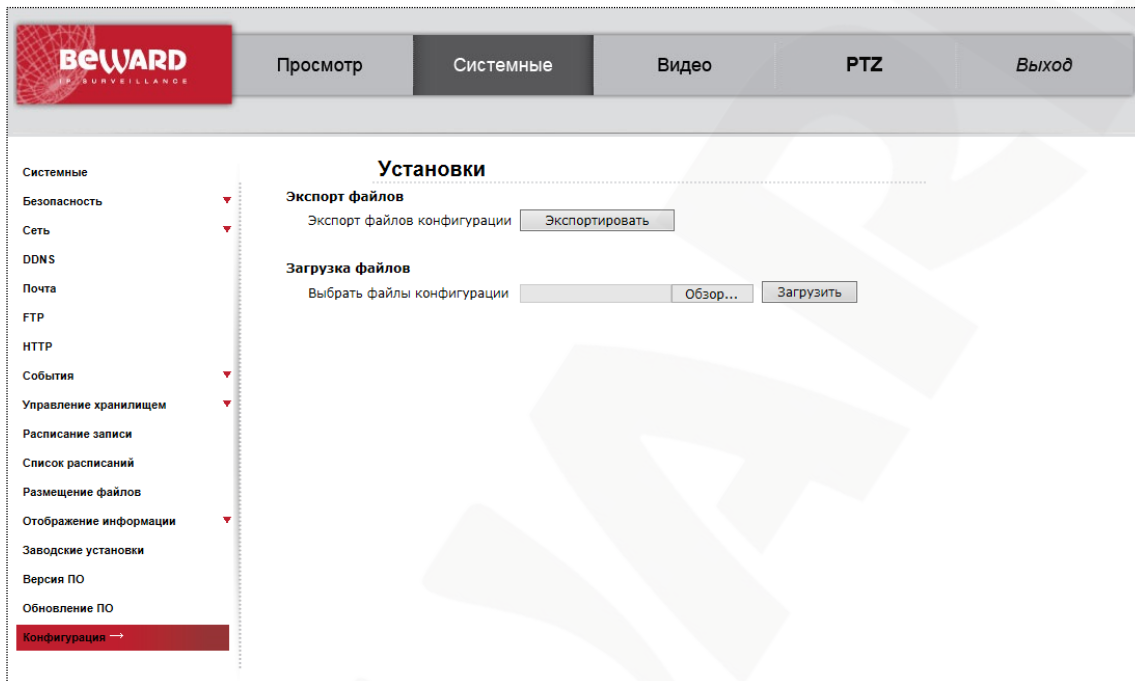 BEWARD
IP SURVEILLANCE
Просмотр
Системные
Видео
PTZ
Выход
Системные
Безопасность
Сеть
DDNS
Почта
FTP
HTTP
События
Управление хранилищем
Расписание записи
Список расписаний
Размещение файлов
Отображение информации
Заводские установки
Версия ПО
Обновление ПО
Конфигурация →
Установки
Экспорт файлов
Экспорт файлов конфигурации Экспортировать
Загрузка файлов
Выбрать файлы конфигурации Обзор... Загрузить